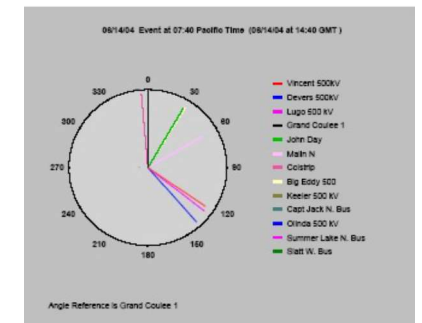 06/14/04 Event at 07:40 Pacific Time (06/14/04 at 14:40 GMT )
0
30
60
90
120
150
180
210
240
270
300
330
Vincent 500kV
Devers 500kV
Lugo 500 kV
Grand Coulee 1
John Day
Malin N
Colstrip
Big Eddy 500
Keeler 500 kV
Capt Jack N. Bus
Olinda 500 kV
Summer Lake N. Bus
Slatt W. Bus
Angle Reference is Grand Coulee 1